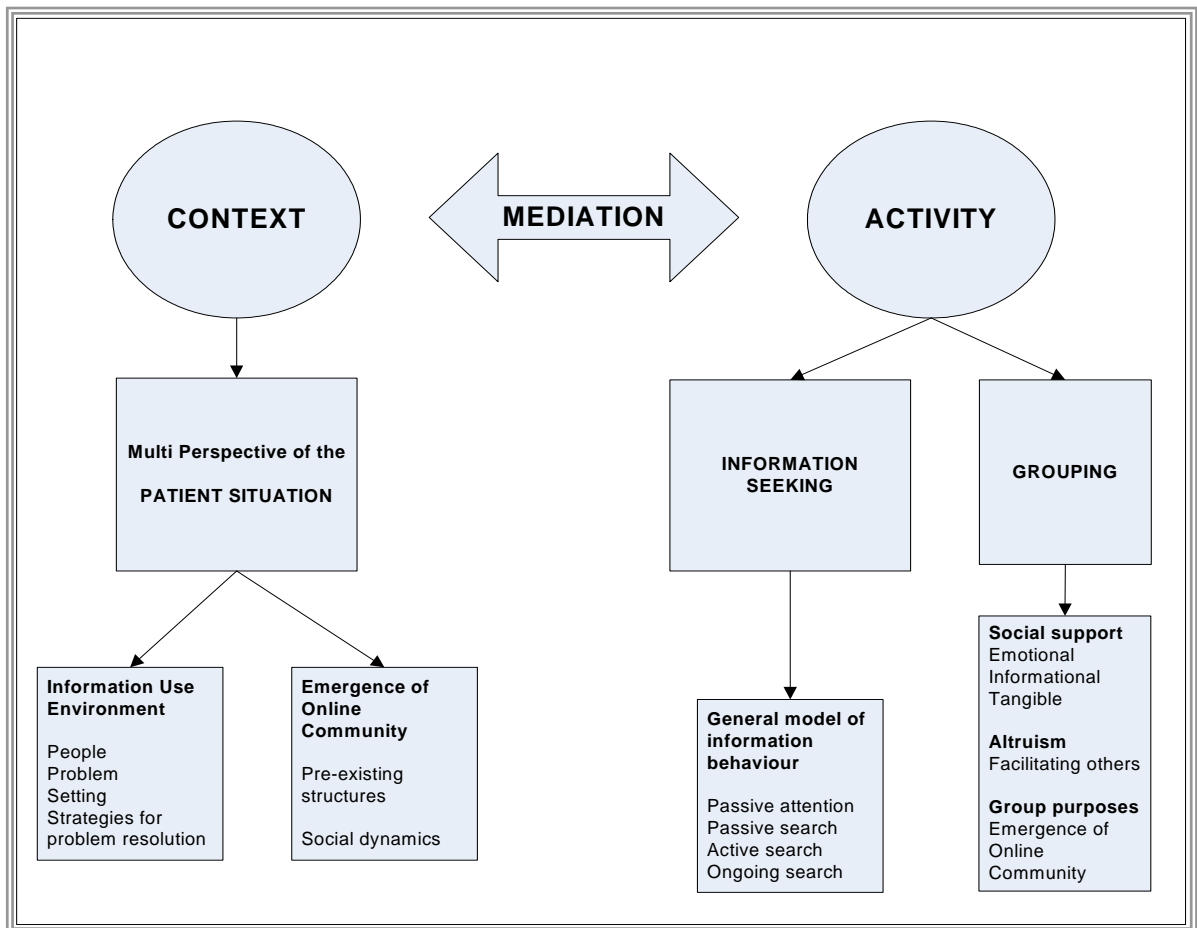 CONTEXT
MEDIATION
ACTIVITY
Multi Perspective of the
PATIENT SITUATION
INFORMATION
SEEKING
GROUPING
Information Use
Environment
People
Problem
Setting
Strategies for
problem resolution
Emergence of
Online
Community
Pre-existing
structures
Social dynamics
General model of
information
behaviour
Passive attention
Passive search
Active search
Ongoing search
Social support
Emotional
Informational
Tangible
Altruism
Facilitating others
Group purposes
Emergence of
Online
Community